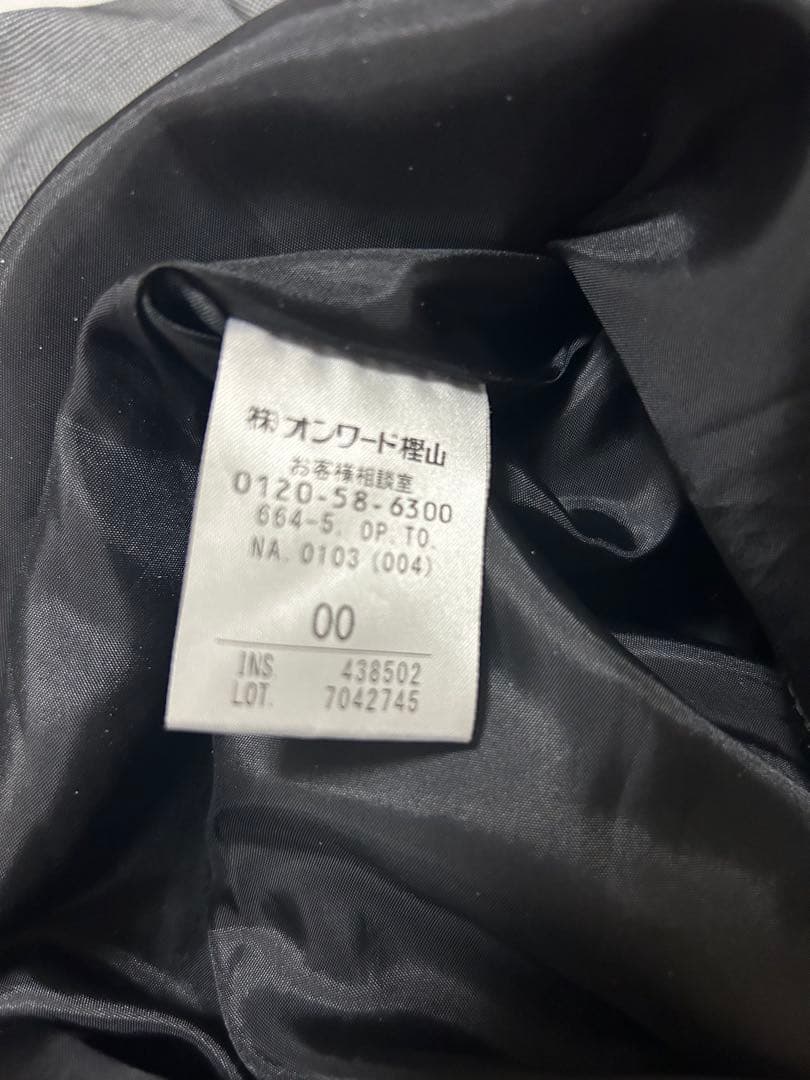 ㈱オンワード樫山
お客様相談室
0120-58-6300
664-5. OP.TO.
NA. 0103 (004)
00
INS 438502
LOT. 7042745